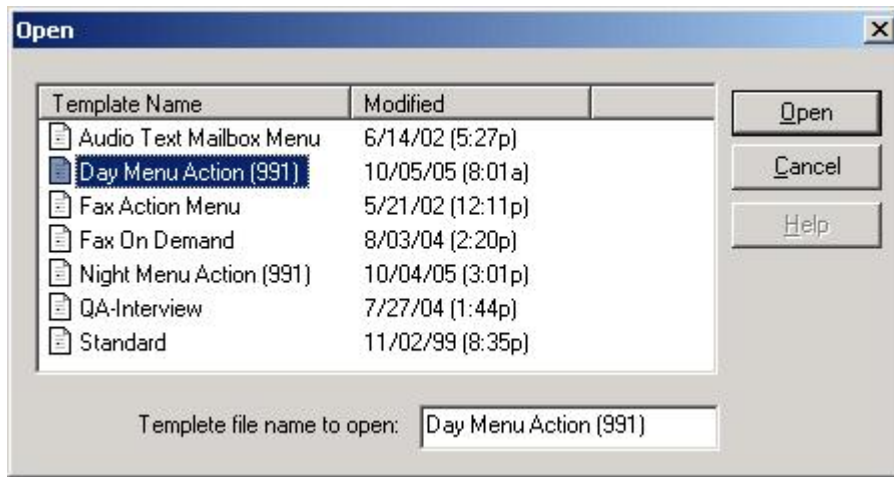 Open
Template Name Modified
Audio Text Mailbox Menu 6/14/02 (5:27p)
Day Menu Action (991) 10/05/05 (8:01a)
Fax Action Menu 5/21/02 (12:11p)
Fax On Demand 8/03/04 (2:20p)
Night Menu Action (991) 10/04/05 (3:01p)
QA-Interview 7/27/04 (1:44p)
Standard 11/02/99 (8:35p)
Open
Cancel
Help
Templete file name to open: Day Menu Action (991)